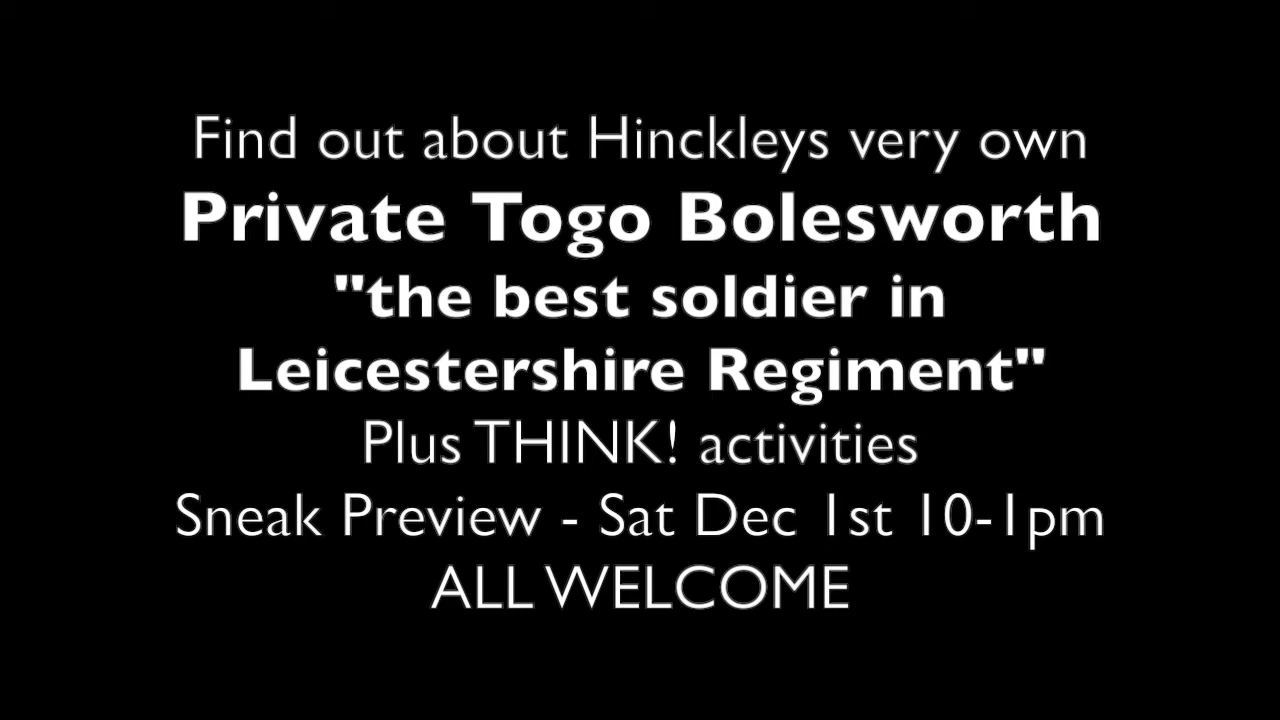 Find out about Hinckleys very own
Private Togo Bolesworth
"the best soldier in
Leicestershire Regiment"
Plus THINK! activities
Sneak Preview - Sat Dec 1st 10-1pm
ALL WELCOME